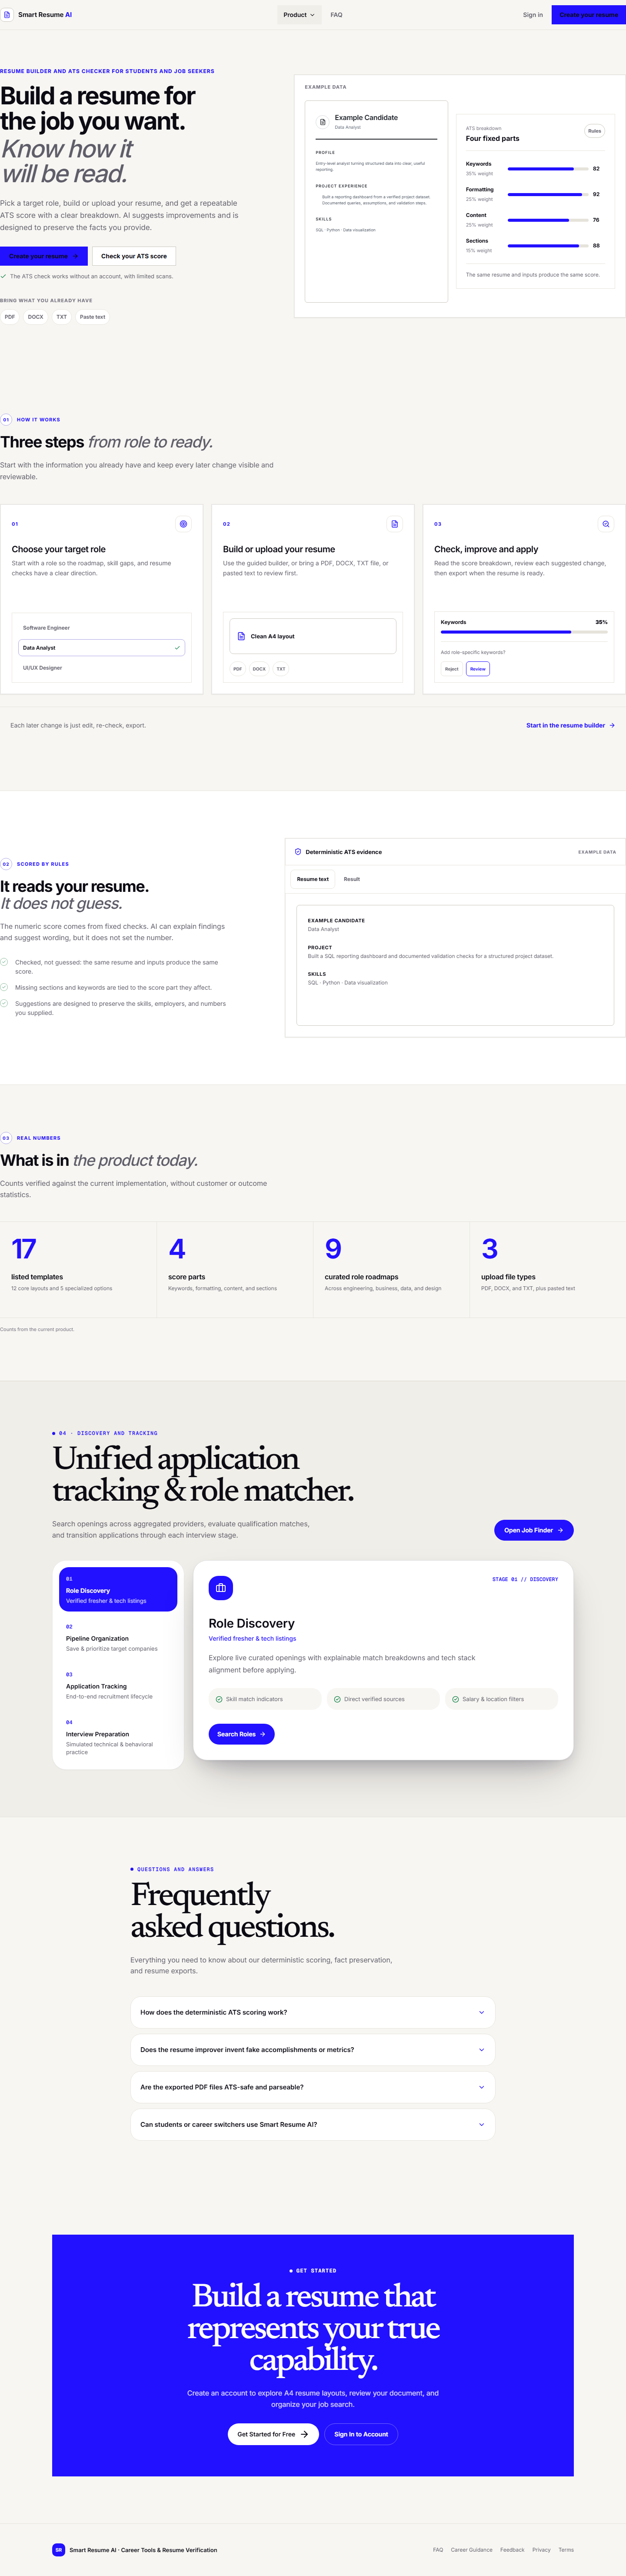 Smart Resume AI
Product
FAQ
Sign in
Create your resume
RESUME BUILDER AND ATS CHECKER FOR STUDENTS AND JOB SEEKERS
Build a resume for
the job you want.
Know how it
will be read.
Pick a target role, build or upload your resume, and get a repeatable
ATS score with a clear breakdown. AI suggests improvements and is
designed to preserve the facts you provide.
Create your resume
Check your ATS score
The ATS check works without an account, with limited scans.
BRING WHAT YOU ALREADY HAVE
PDF
DOCX
TXT
Paste text
EXAMPLE DATA
Example Candidate
Data Analyst
PROFILE
Entry-level analyst turning structured data into clear, useful
reporting.
PROJECT EXPERIENCE
Built a reporting dashboard from a verified project dataset.
Documented queries, assumptions, and validation steps.
SKILLS
SQL · Python · Data visualization
ATS breakdown
Four fixed parts
Rules
Keywords
35% weight
82
Formatting
25% weight
92
Content
25% weight
76
Sections
15% weight
88
The same resume and inputs produce the same score.
01
HOW IT WORKS
Three steps from role to ready.
Start with the information you already have and keep every later change visible and
reviewable.
01
Choose your target role
Start with a role so the roadmap, skill gaps, and resume
checks have a clear direction.
Software Engineer
Data Analyst
UI/UX Designer
02
Build or upload your resume
Use the guided builder, or bring a PDF, DOCX, TXT file, or
pasted text to review first.
Clean A4 layout
PDF
DOCX
TXT
03
Check, improve and apply
Read the score breakdown, review each suggested change,
then export when the resume is ready.
Keywords
35%
Add role-specific keywords?
Reject
Review
Each later change is just edit, re-check, export.
Start in the resume builder
02
SCORED BY RULES
It reads your resume.
It does not guess.
The numeric score comes from fixed checks. AI can explain findings
and suggest wording, but it does not set the number.
Checked, not guessed: the same resume and inputs produce the same
score.
Missing sections and keywords are tied to the score part they affect.
Suggestions are designed to preserve the skills, employers, and numbers
you supplied.
Deterministic ATS evidence
EXAMPLE DATA
Resume text
Result
EXAMPLE CANDIDATE
Data Analyst
PROJECT
Built a SQL reporting dashboard and documented validation checks for a structured project dataset.
SKILLS
SQL · Python · Data visualization
03
REAL NUMBERS
What is in the product today.
Counts verified against the current implementation, without customer or outcome
statistics.
17
listed templates
12 core layouts and 5 specialized options
4
score parts
Keywords, formatting, content, and sections
9
curated role roadmaps
Across engineering, business, data, and design
3
upload file types
PDF, DOCX, and TXT, plus pasted text
Counts from the current product.
04 · DISCOVERY AND TRACKING
Unified application
tracking & role matcher.
Search openings across aggregated providers, evaluate qualification matches,
and transition applications through each interview stage.
Open Job Finder
01
Role Discovery
Verified fresher & tech listings
02
Pipeline Organization
Save & prioritize target companies
03
Application Tracking
End-to-end recruitment lifecycle
04
Interview Preparation
Simulated technical & behavioral
practice
STAGE 01 // DISCOVERY
Role Discovery
Verified fresher & tech listings
Explore live curated openings with explainable match breakdowns and tech stack
alignment before applying.
Skill match indicators
Direct verified sources
Salary & location filters
Search Roles
QUESTIONS AND ANSWERS
Frequently
asked questions.
Everything you need to know about our deterministic scoring, fact preservation,
and resume exports.
How does the deterministic ATS scoring work?
Does the resume improver invent fake accomplishments or metrics?
Are the exported PDF files ATS-safe and parseable?
Can students or career switchers use Smart Resume AI?
GET STARTED
Build a resume that
represents your true
capability.
Create an account to explore A4 resume layouts, review your document, and
organize your job search.
Get Started for Free
Sign In to Account
SR
Smart Resume AI · Career Tools & Resume Verification
FAQ
Career Guidance
Feedback
Privacy
Terms